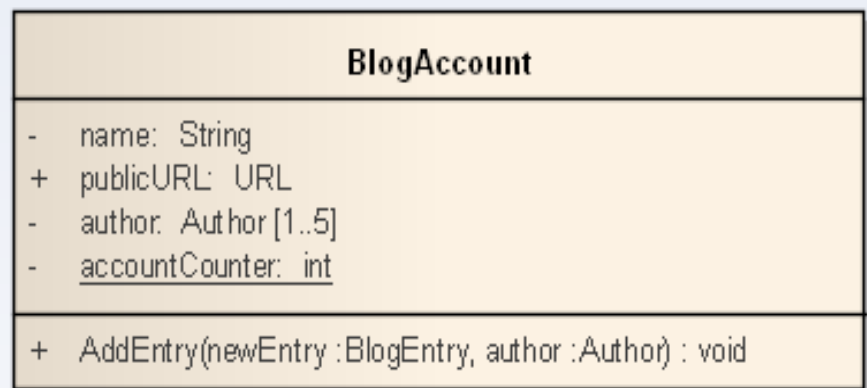 BlogAccount
- name: String
+ publicURL: URL
- author: Author [1..5]
- accountCounter: int
+ AddEntry(newEntry :BlogEntry, author :Author) : void